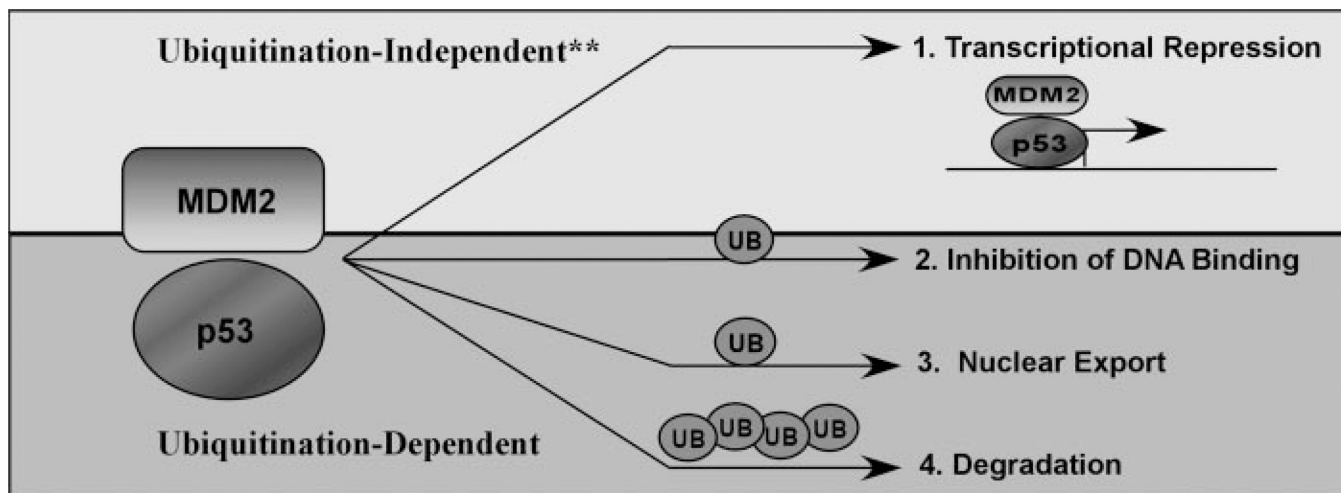 Ubiquitination-Independent**
1. Transcriptional Repression
MDM2
p53
MDM2
p53
UB
2. Inhibition of DNA Binding
UB
3. Nuclear Export
UB UB UB UB
4. Degradation
Ubiquitination-Dependent